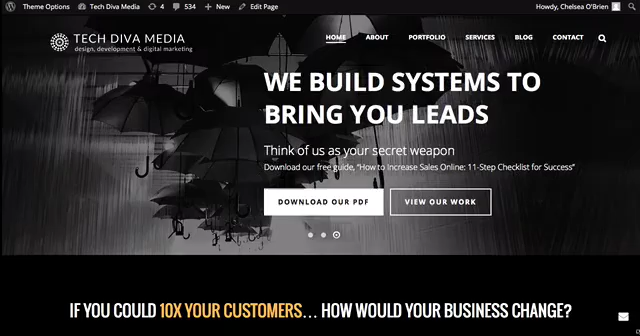 Theme Options Tech Diva Media 4 534 New Edit Page Howdy, Chelsea O'Brien
TECH DIVA MEDIA
design, development & digital marketing
HOME ABOUT PORTFOLIO SERVICES BLOG CONTACT
WE BUILD SYSTEMS TO
BRING YOU LEADS
Think of us as your secret weapon
Download our free guide, "How to Increase Sales Online: 11-Step Checklist for Success"
DOWNLOAD OUR PDF VIEW OUR WORK
IF YOU COULD 10X YOUR CUSTOMERS... HOW WOULD YOUR BUSINESS CHANGE?